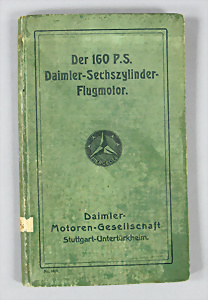 Der 160 P.S.
Daimler-Sechszylinder-
Flugmotor.
Daimler-
Motoren-Gesellschaft
Stuttgart-Untertürkheim.